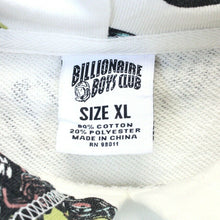 BILLIONAIRE
BOYS CLUB
SIZE XL
80% COTTON
20% POLYESTER
MADE IN CHINA
RN 98011